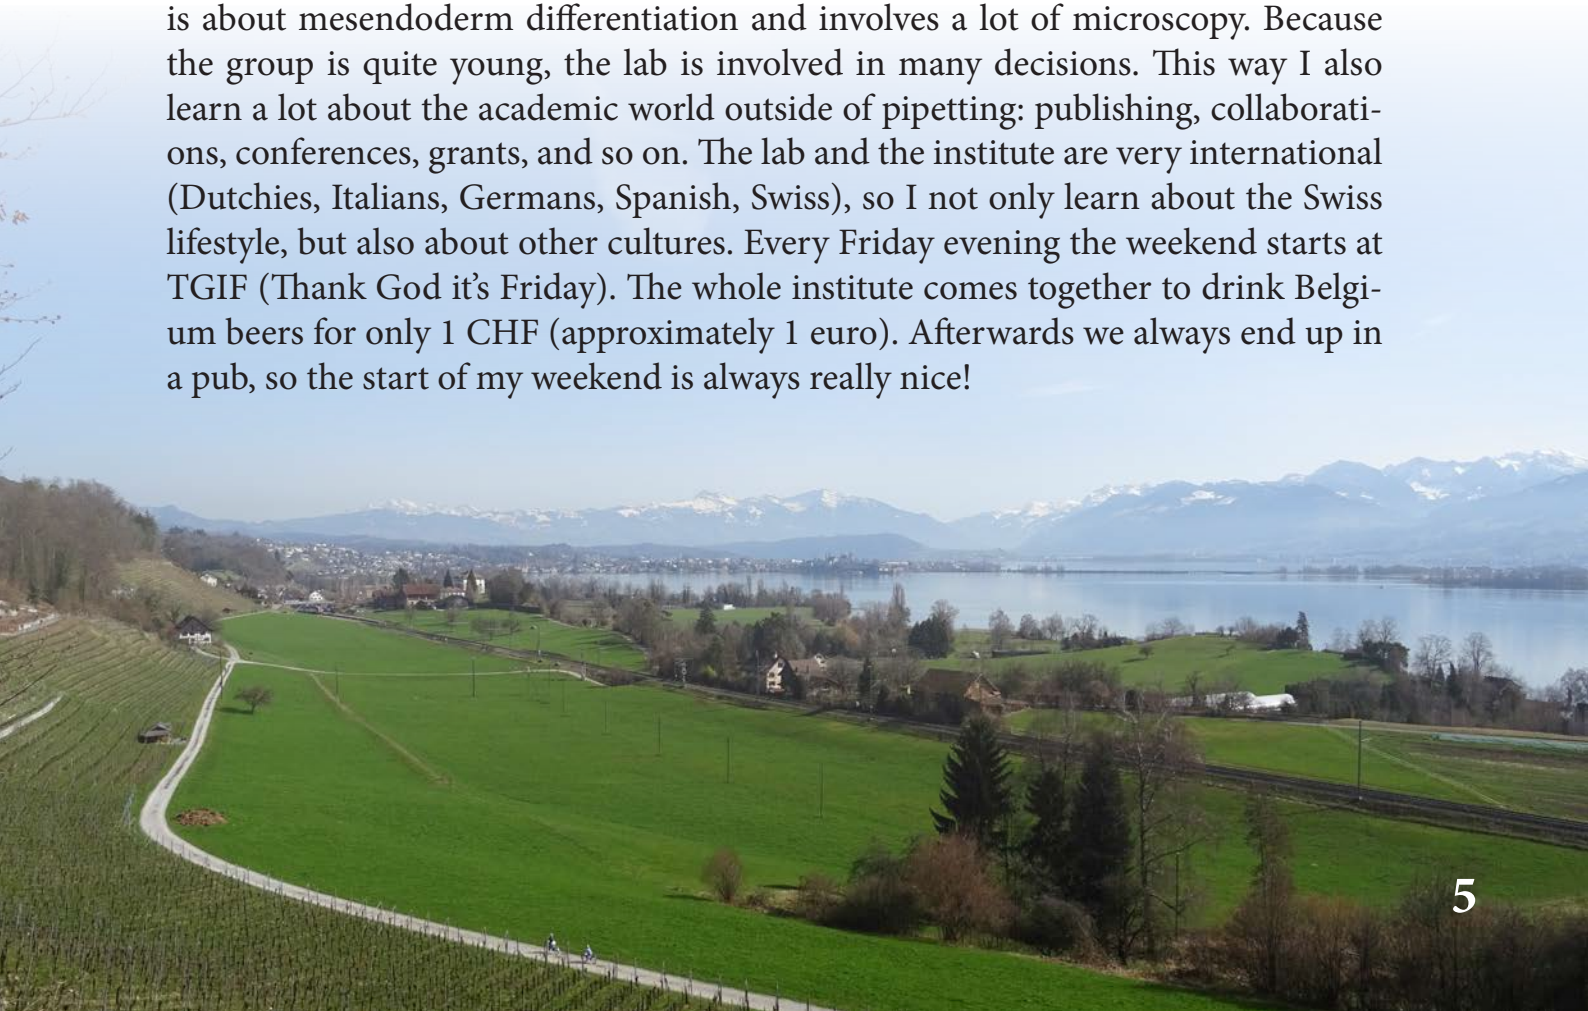 is about mesendoderm differentiation and involves a lot of microscopy. Because
the group is quite young, the lab is involved in many decisions. This way I also
learn a lot about the academic world outside of pipetting: publishing, collaborati-
ons, conferences, grants, and so on. The lab and the institute are very international
(Dutchies, Italians, Germans, Spanish, Swiss), so I not only learn about the Swiss
lifestyle, but also about other cultures. Every Friday evening the weekend starts at
TGIF (Thank God it's Friday). The whole institute comes together to drink Belgi-
um beers for only 1 CHF (approximately 1 euro). Afterwards we always end up in
a pub, so the start of my weekend is always really nice!
5